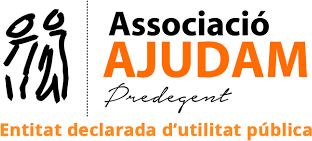 Associació
AJUDAM
Predegent
Entitat declarada d'utilitat pública